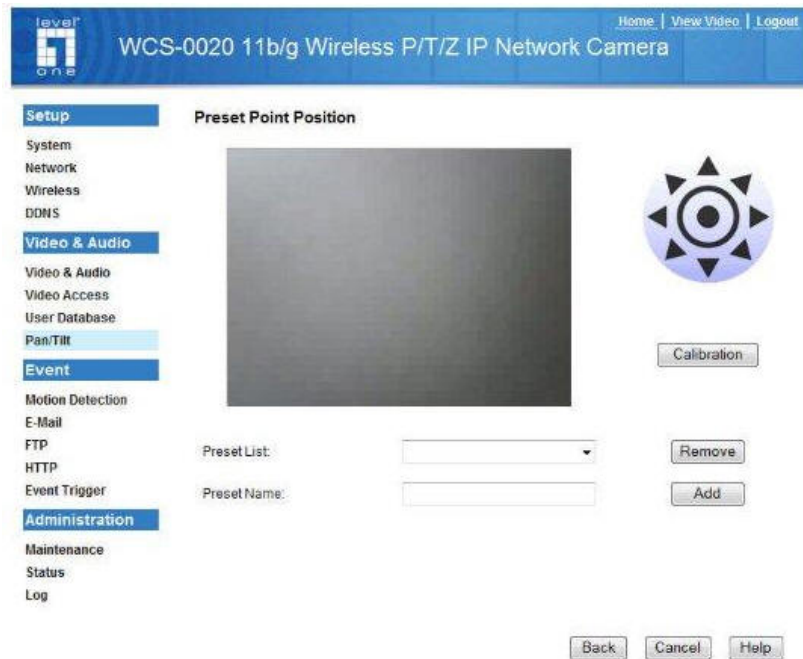 level
one
Home | View Video | Logout
WCS-0020 11b/g Wireless P/T/Z IP Network Camera
Setup
System
Network
Wireless
DDNS
Video & Audio
Video & Audio
Video Access
User Database
Pan/Tilt
Event
Motion Detection
E-Mail
FTP
HTTP
Event Trigger
Administration
Maintenance
Status
Log
Preset Point Position
Calibration
Preset List:
Remove
Preset Name:
Add
Back
Cancel
Help